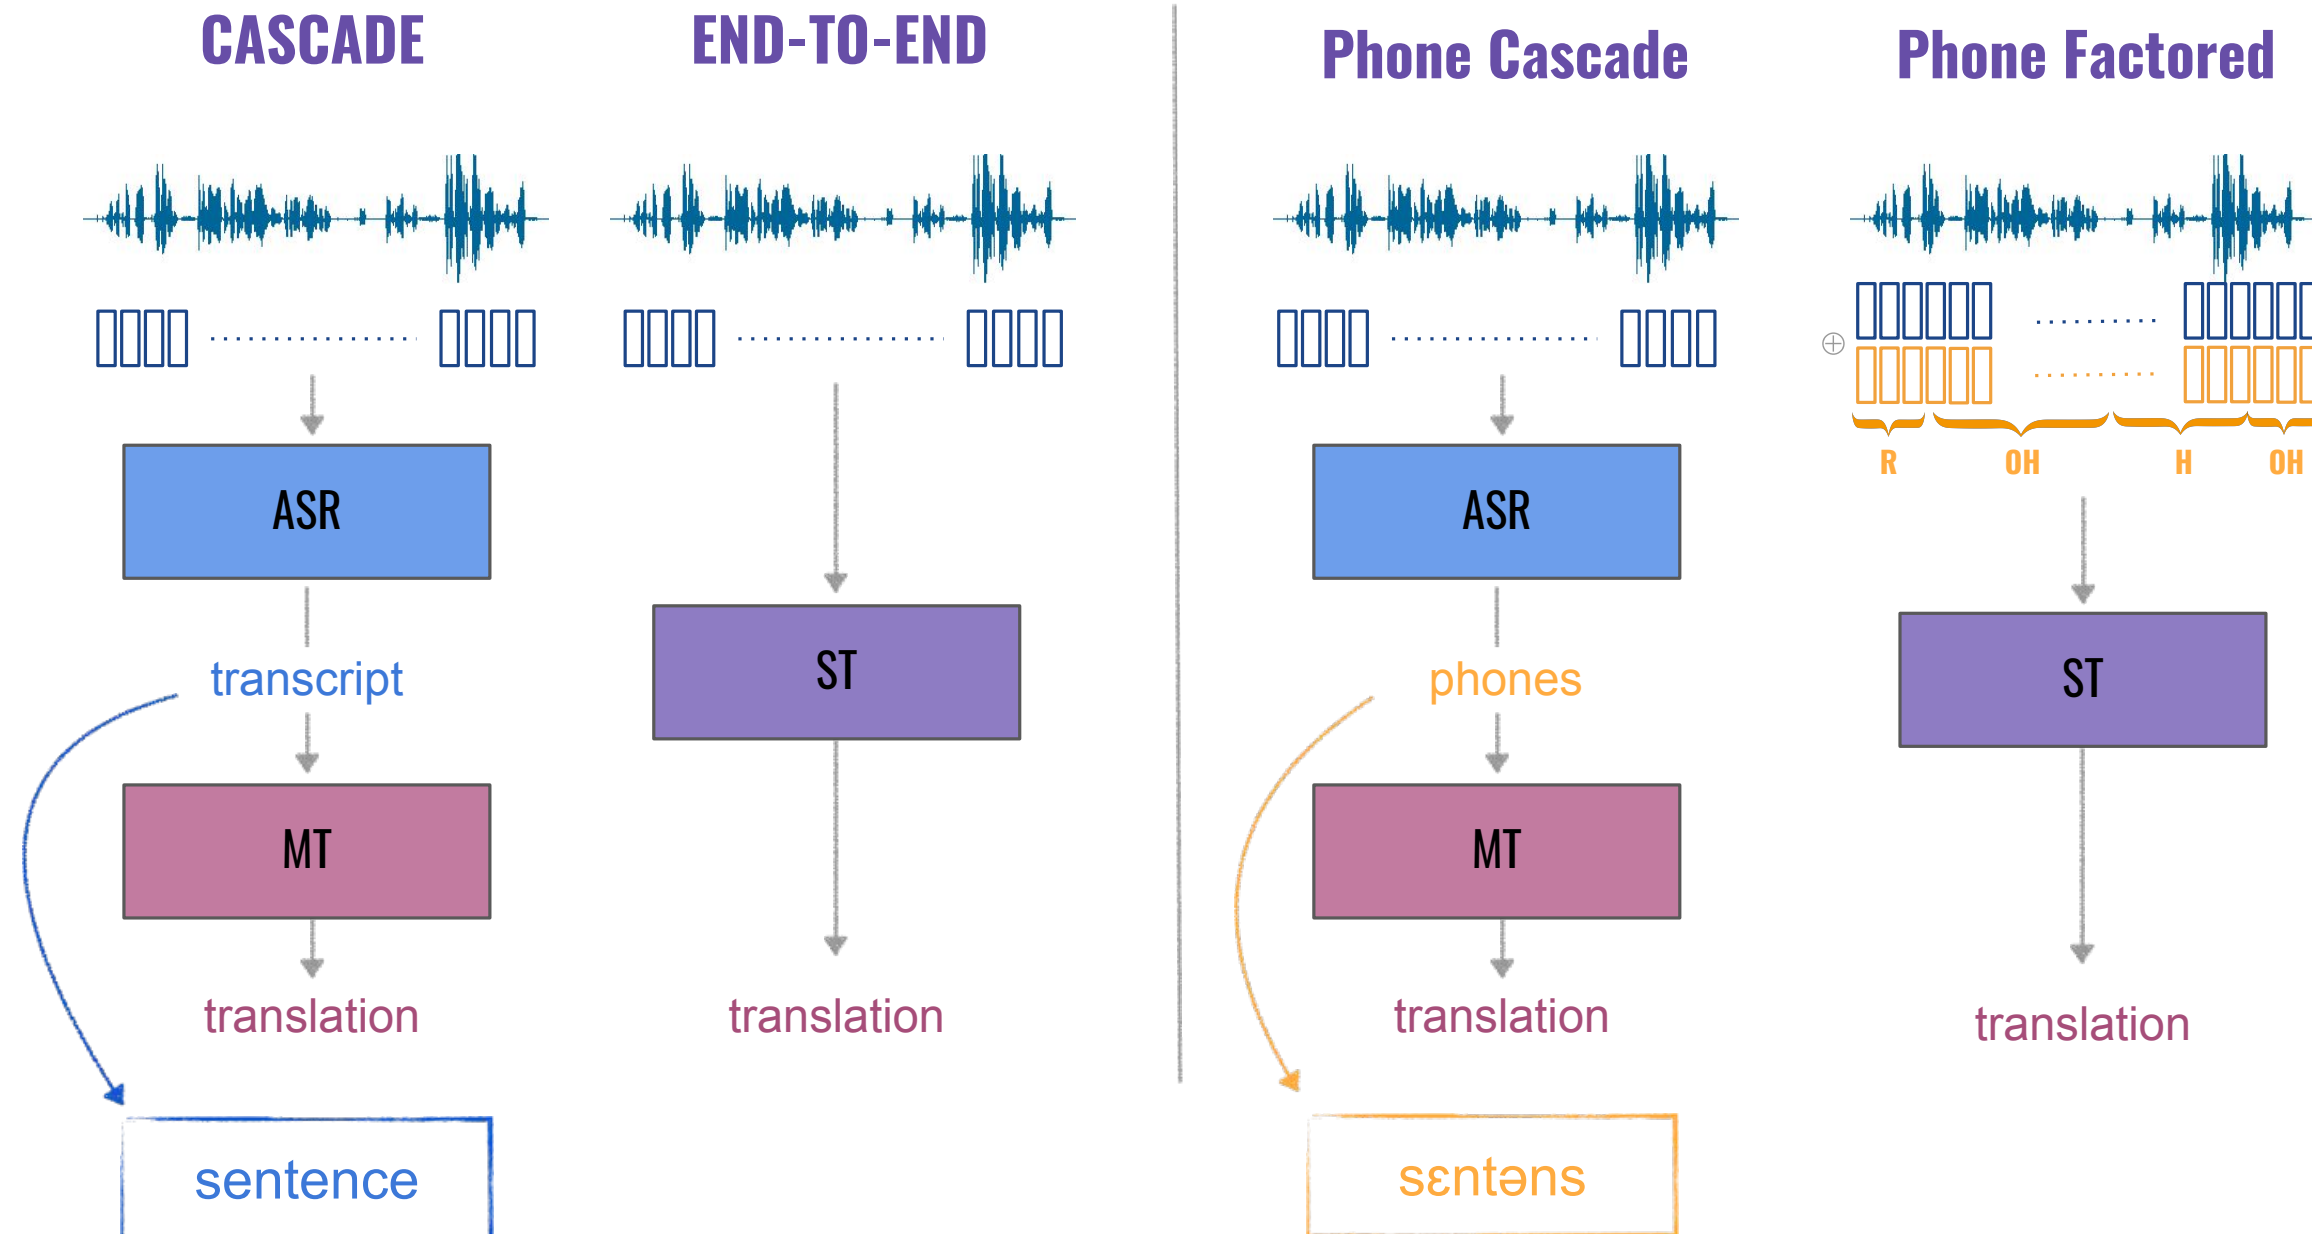 CASCADE
ASR
transcript
MT
translation
sentence
END-TO-END
ST
translation
Phone Cascade
ASR
phones
MT
translation
sɛntəns
Phone Factored
R OH H OH
ST
translation